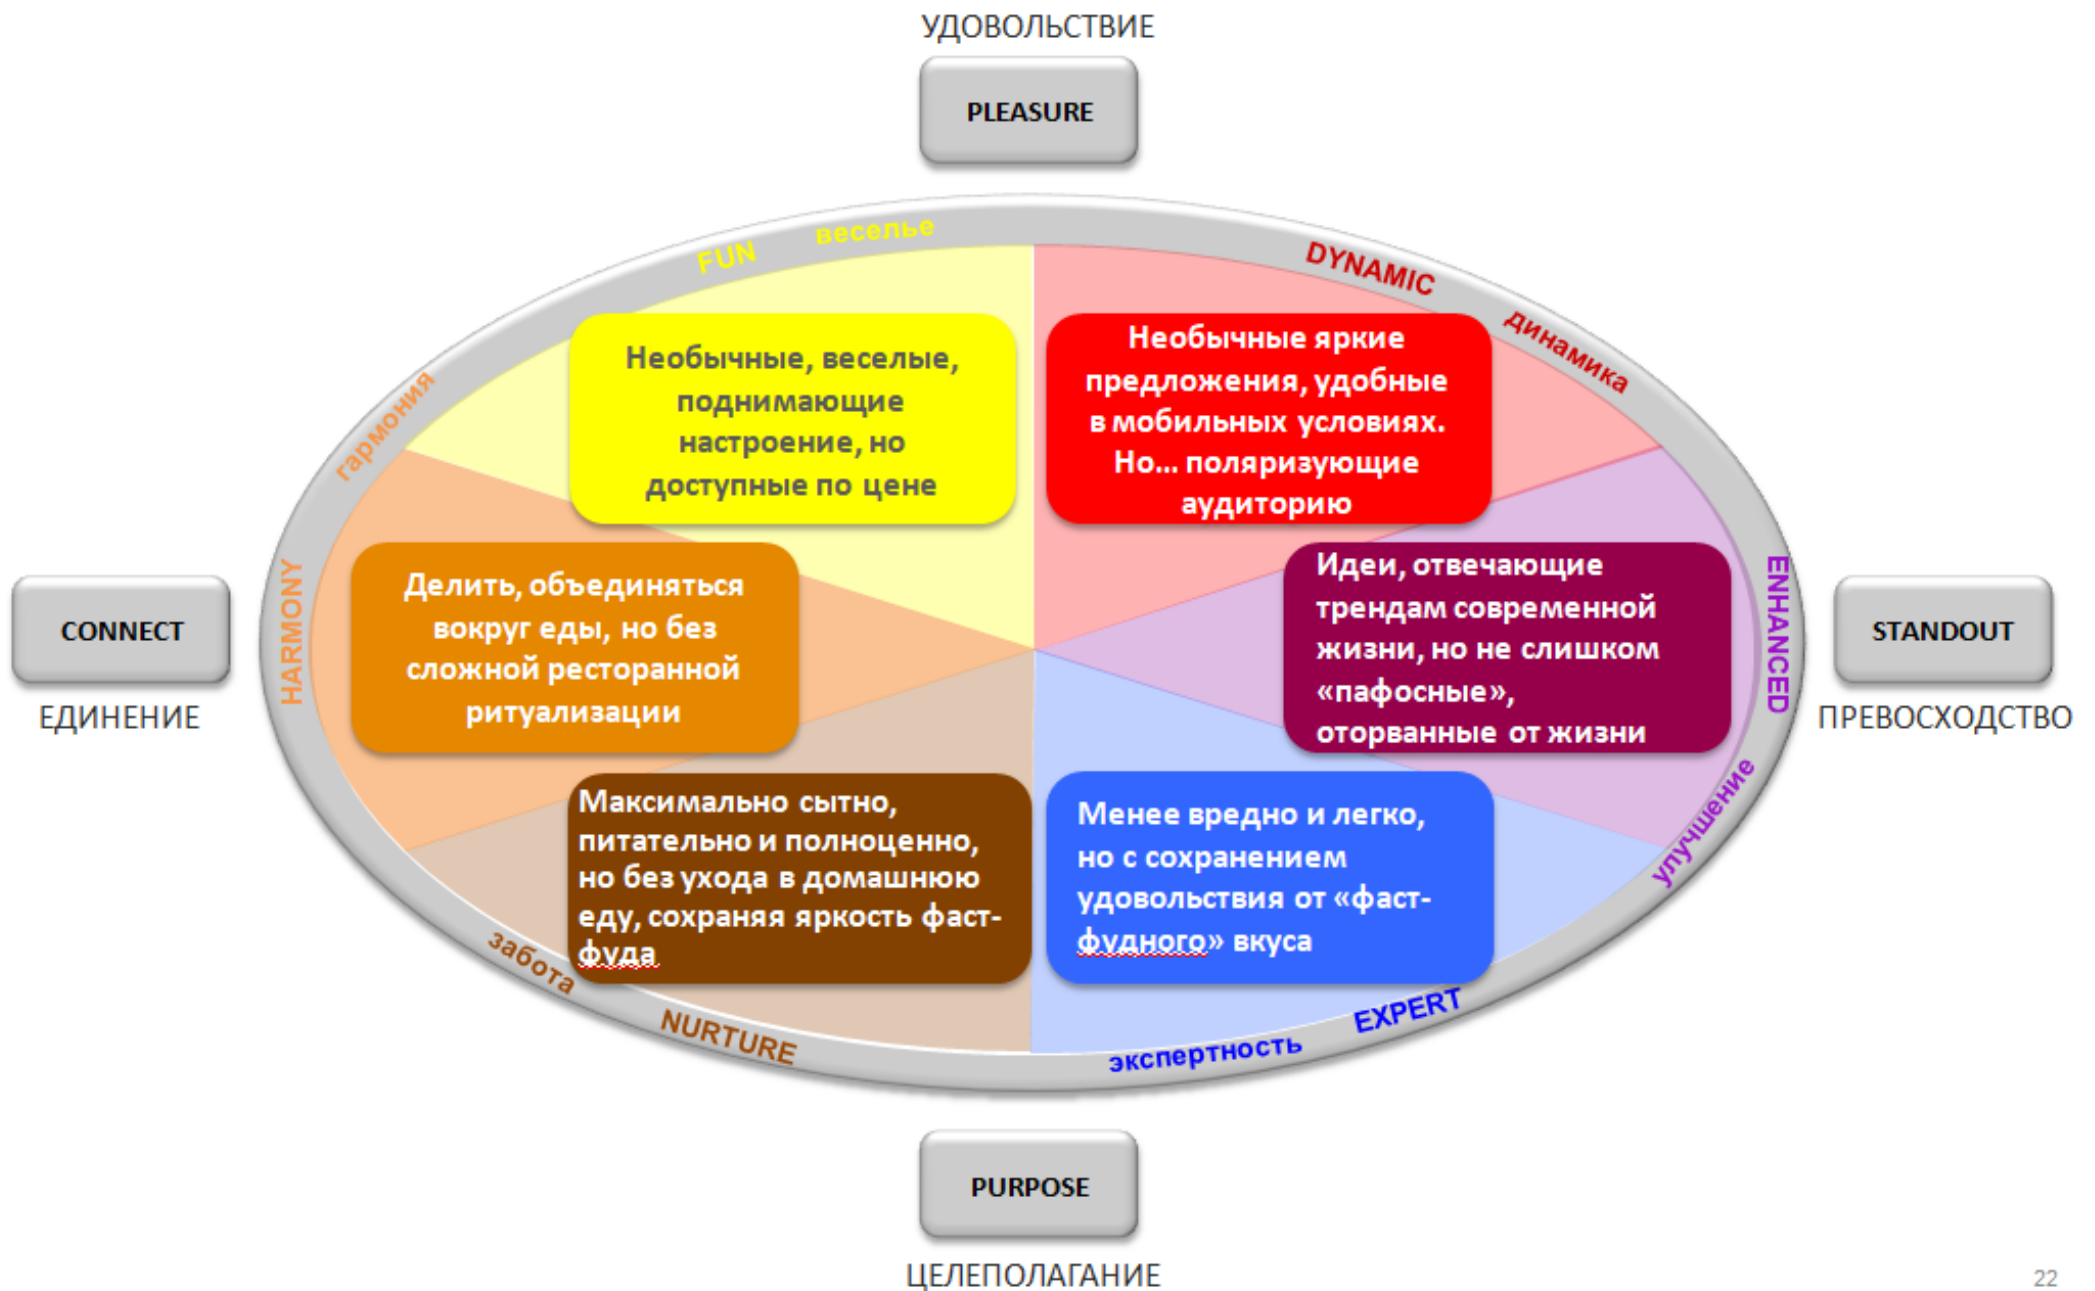 УДОВОЛЬСТВИЕ
PLEASURE
FUN веселье
DYNAMIC динамика
Необычные, веселые,
поднимающие
настроение, но
доступные по цене
Необычные яркие
предложения, удобные
в мобильных условиях.
Но... поляризующие
аудиторию
HARMONY гармония
CONNECT
ЕДИНЕНИЕ
Делить, объединяться
вокруг еды, но без
сложной ресторанной
ритуализации
Идеи, отвечающие
трендам современной
жизни, но не слишком
«пафосные»,
оторванные от жизни
ENHANCED улучшение
STANDOUT
ПРЕВОСХОДСТВО
Максимально сытно,
питательно и полноценно,
но без ухода в домашнюю
еду, сохраняя яркость фаст-
фуда
Менее вредно и легко,
но с сохранением
удовольствия от «фаст-
фудного» вкуса
забота NURTURE
экспертность EXPERT
PURPOSE
ЦЕЛЕПОЛАГАНИЕ
22